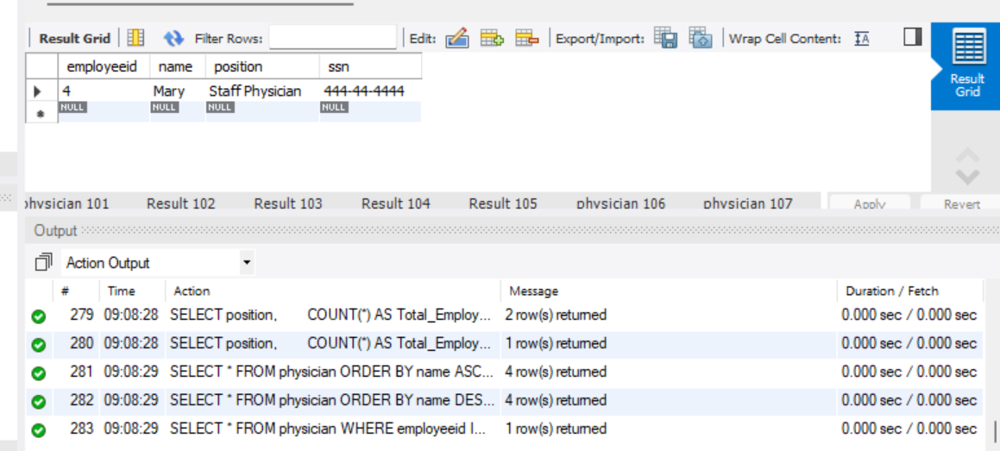 Result Grid Filter Rows: Edit: Export/Import: Wrap Cell Content: IA
Result Grid
employeeid name position ssn
4 Mary Staff Physician 444-44-4444
NULL NULL NULL NULL
physician 101 Result 102 Result 103 Result 104 Result 105 physician 106 physician 107 Apply Revert
Output
Action Output
# Time Action Message Duration / Fetch
279 09:08:28 SELECT position, COUNT(*) AS Total_Employ... 2 row(s) returned 0.000 sec / 0.000 sec
280 09:08:28 SELECT position, COUNT(*) AS Total_Employ... 1 row(s) returned 0.000 sec / 0.000 sec
281 09:08:29 SELECT * FROM physician ORDER BY name ASC... 4 row(s) returned 0.000 sec / 0.000 sec
282 09:08:29 SELECT * FROM physician ORDER BY name DES... 4 row(s) returned 0.000 sec / 0.000 sec
283 09:08:29 SELECT * FROM physician WHERE employeeid I... 1 row(s) returned 0.000 sec / 0.000 sec